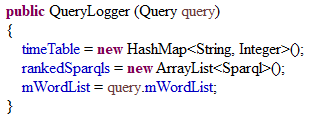 public QueryLogger (Query query)
{
timeTable = new HashMap<String, Integer>();
rankedSparqls = new ArrayList<Sparql>();
mWordList = query.mWordList;
}